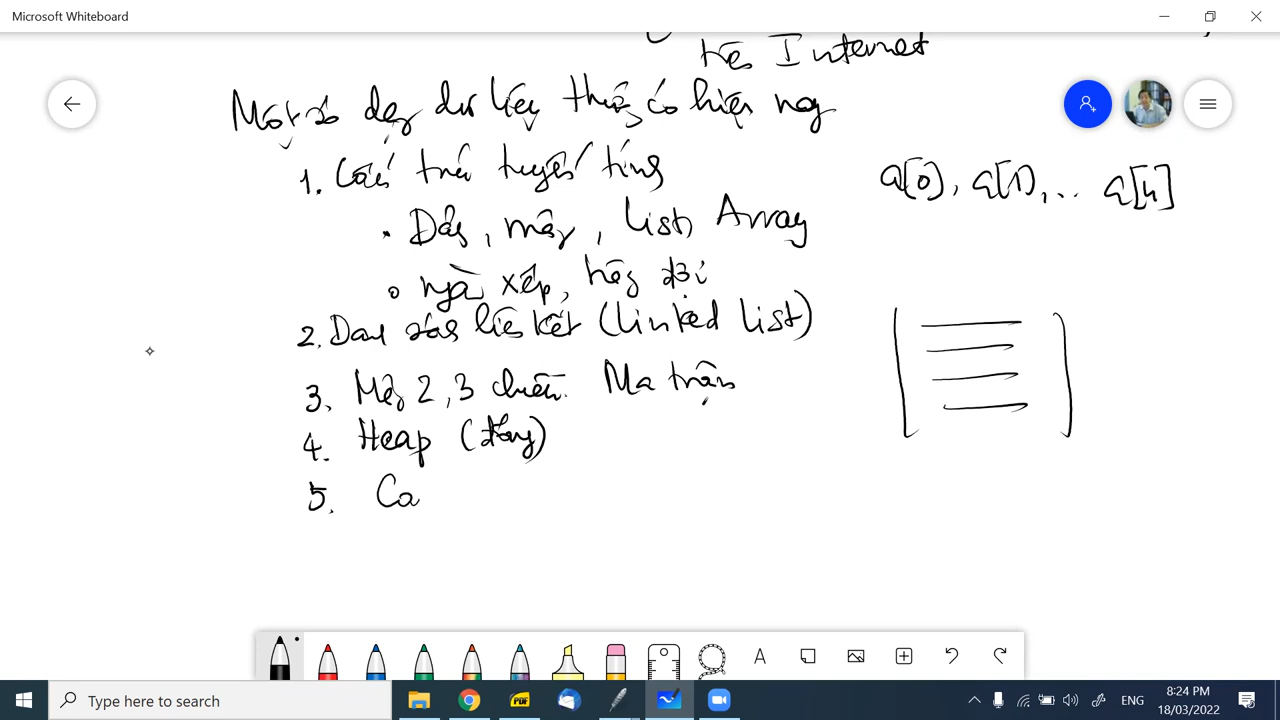 Microsoft Whiteboard
trên Internet
Một số dạng dữ liệu thường có hiện nay
1. Cấu trúc tuyến tính
• Dãy, mảng, list, Array
a[0), a[1), ... a[n]
o ngăn xếp, hàng đợi
2. Danh sách liên kết (linked list)
3. Mảng 2, 3 chiều. Ma trận
4. Heap (đống)
5. Ca
Type here to search
ENG
8:24 PM
18/03/2022